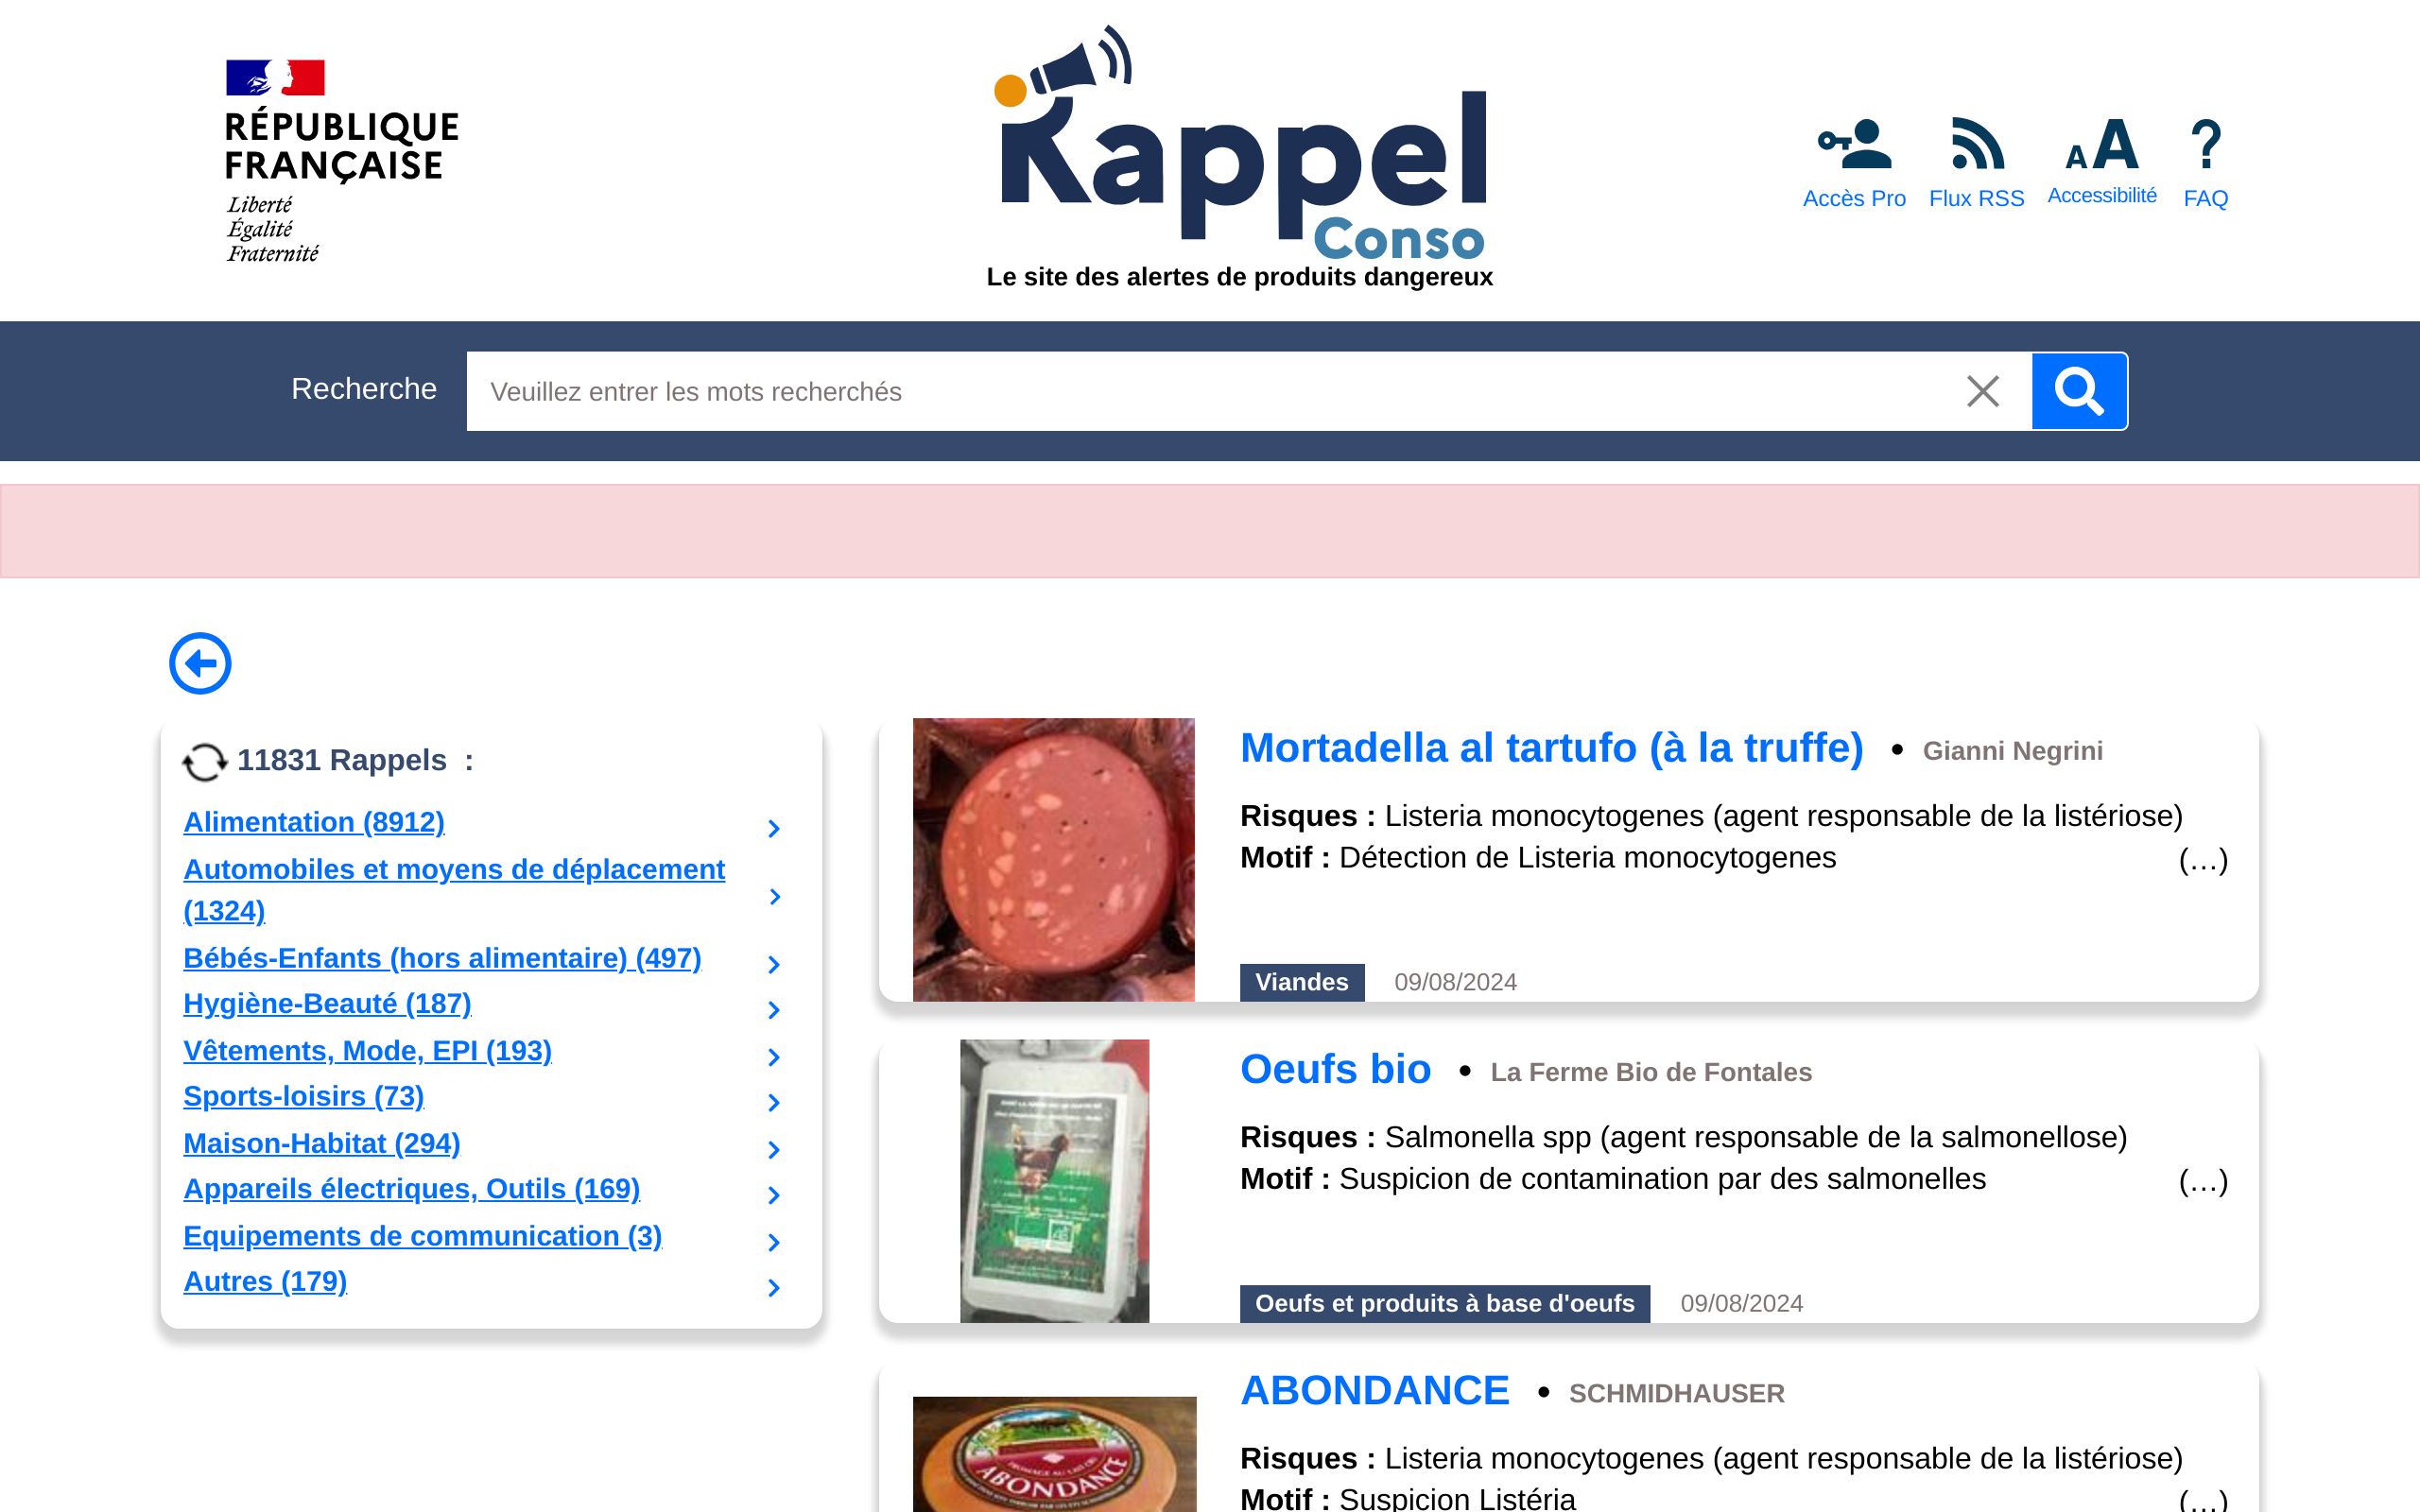 RÉPUBLIQUE
FRANÇAISE
Liberté
Égalité
Fraternité
Rappel
Conso
Le site des alertes de produits dangereux
Accès Pro
Flux RSS
AA
Accessibilité
?
FAQ
Recherche
Veuillez entrer les mots recherchés
11831 Rappels :
Alimentation (8912)
Automobiles et moyens de déplacement
(1324)
Bébés-Enfants (hors alimentaire) (497)
Hygiène-Beauté (187)
Vêtements, Mode, EPI (193)
Sports-loisirs (73)
Maison-Habitat (294)
Appareils électriques, Outils (169)
Equipements de communication (3)
Autres (179)
Mortadella al tartufo (à la truffe) • Gianni Negrini
Risques : Listeria monocytogenes (agent responsable de la listériose)
Motif : Détection de Listeria monocytogenes (…)
Viandes 09/08/2024
Oeufs bio • La Ferme Bio de Fontales
Risques : Salmonella spp (agent responsable de la salmonellose)
Motif : Suspicion de contamination par des salmonelles (…)
Oeufs et produits à base d'oeufs 09/08/2024
ABONDANCE • SCHMIDHAUSER
Risques : Listeria monocytogenes (agent responsable de la listériose)
Motif : Suspicion Listéria (…)
FROMAGE AU LAIT CRU
ABONDANCE